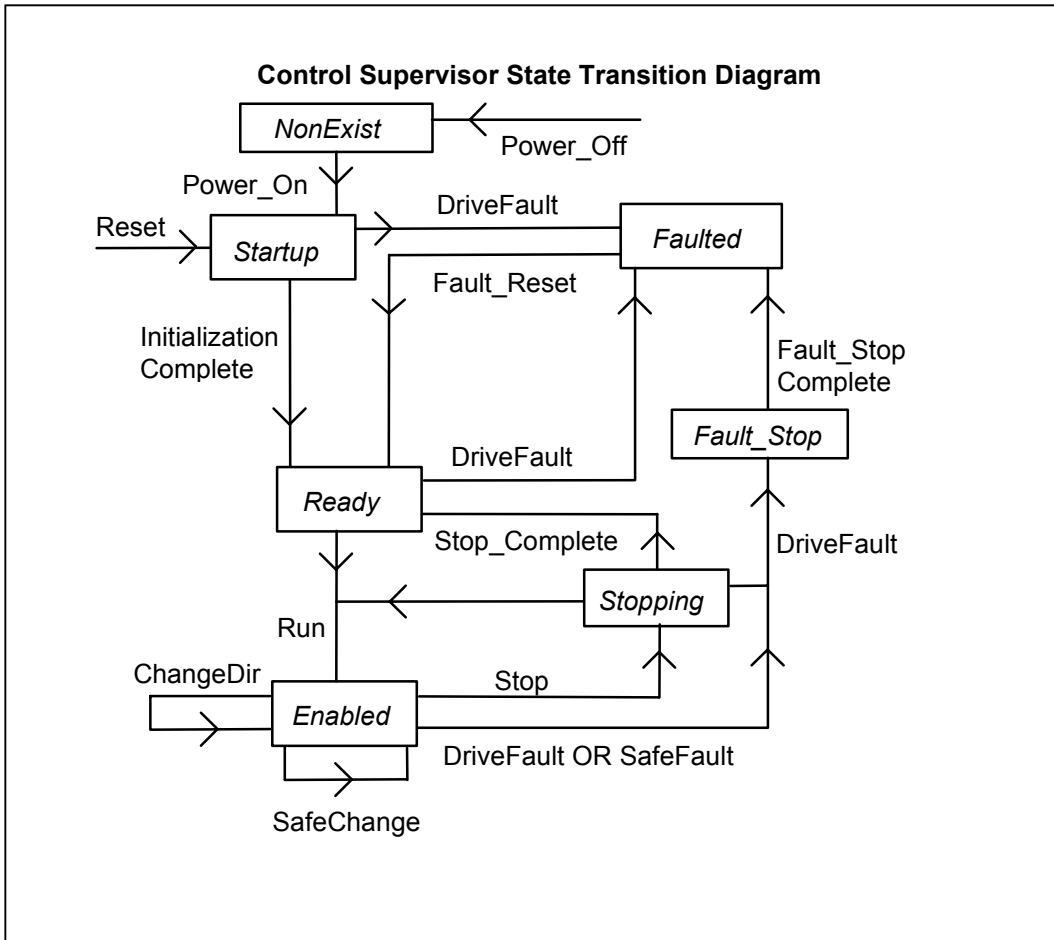 Control Supervisor State Transition Diagram
NonExist
Power_Off
Power_On
DriveFault
Reset
Startup
Faulted
Fault_Reset
Initialization
Complete
Fault_Stop
Complete
Fault_Stop
DriveFault
Ready
Stop_Complete
DriveFault
Stopping
Run
ChangeDir
Stop
Enabled
DriveFault OR SafeFault
SafeChange